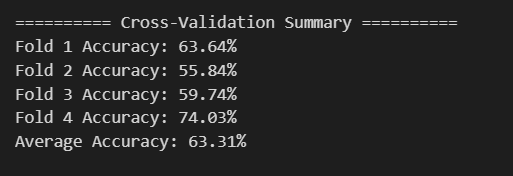 ========== Cross-Validation Summary ==========
Fold 1 Accuracy: 63.64%
Fold 2 Accuracy: 55.84%
Fold 3 Accuracy: 59.74%
Fold 4 Accuracy: 74.03%
Average Accuracy: 63.31%